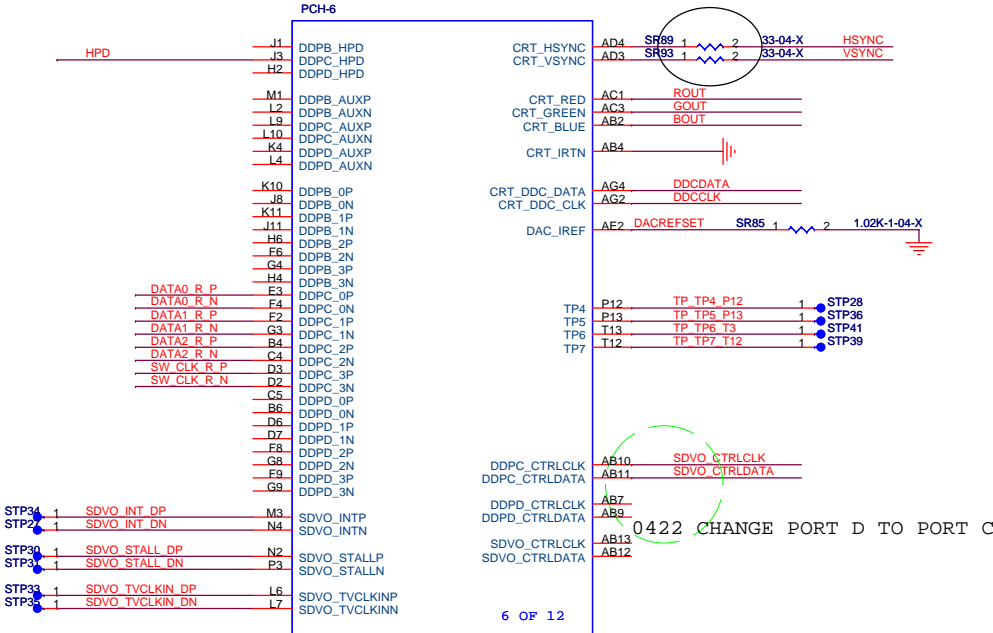 PCH-6
J1 DDPB_HPD
HPD J3 DDPC_HPD
H2 DDPD_HPD
M1 DDPB_AUXP
L2 DDPB_AUXN
L9 DDPC_AUXP
L10 DDPC_AUXN
K4 DDPD_AUXP
L4 DDPD_AUXN
K10 DDPB_0P
J8 DDPB_0N
K11 DDPB_1P
J11 DDPB_1N
H6 DDPB_2P
F6 DDPB_2N
G4 DDPB_3P
H4 DDPB_3N
DATA0_R_P E3 DDPC_0P
DATA0_R_N F4 DDPC_0N
DATA1_R_P F2 DDPC_1P
DATA1_R_N G3 DDPC_1N
DATA2_R_P B4 DDPC_2P
DATA2_R_N C4 DDPC_2N
SW_CLK_R_P D3 DDPC_3P
SW_CLK_R_N D2 DDPC_3N
C5 DDPD_0P
B6 DDPD_0N
D6 DDPD_1P
D7 DDPD_1N
F8 DDPD_2P
G8 DDPD_2N
F9 DDPD_3P
G9 DDPD_3N
STP34 1 SDVO_INT_DP M3 SDVO_INTP
STP27 1 SDVO_INT_DN N4 SDVO_INTN
STP30 1 SDVO_STALL_DP N2 SDVO_STALLP
STP31 1 SDVO_STALL_DN P3 SDVO_STALLN
STP33 1 SDVO_TVCLKIN_DP L6 SDVO_TVCLKINP
STP35 1 SDVO_TVCLKIN_DN L7 SDVO_TVCLKINN
CRT_HSYNC AD4 SR89 1 2 33-04-X HSYNC
CRT_VSYNC AD3 SR93 1 2 33-04-X VSYNC
CRT_RED AC1 ROUT
CRT_GREEN AC3 GOUT
CRT_BLUE AB2 BOUT
CRT_IRTN AB4
CRT_DDC_DATA AG4 DDCDATA
CRT_DDC_CLK AG2 DDCCLK
DAC_IREF AE2 DACREFSET SR85 1 2 1.02K-1-04-X
TP4 P12 TP_TP4_P12 1 STP28
TP5 P13 TP_TP5_P13 1 STP36
TP6 T13 TP_TP6_T3 1 STP41
TP7 T12 TP_TP7_T12 1 STP39
DDPC_CTRLCLK AB10 SDVO_CTRLCLK
DDPC_CTRLDATA AB11 SDVO_CTRLDATA
DDPD_CTRLCLK AB7
DDPD_CTRLDATA AB9
0422 CHANGE PORT D TO PORT C
SDVO_CTRLCLK AB13
SDVO_CTRLDATA AB12
6 OF 12